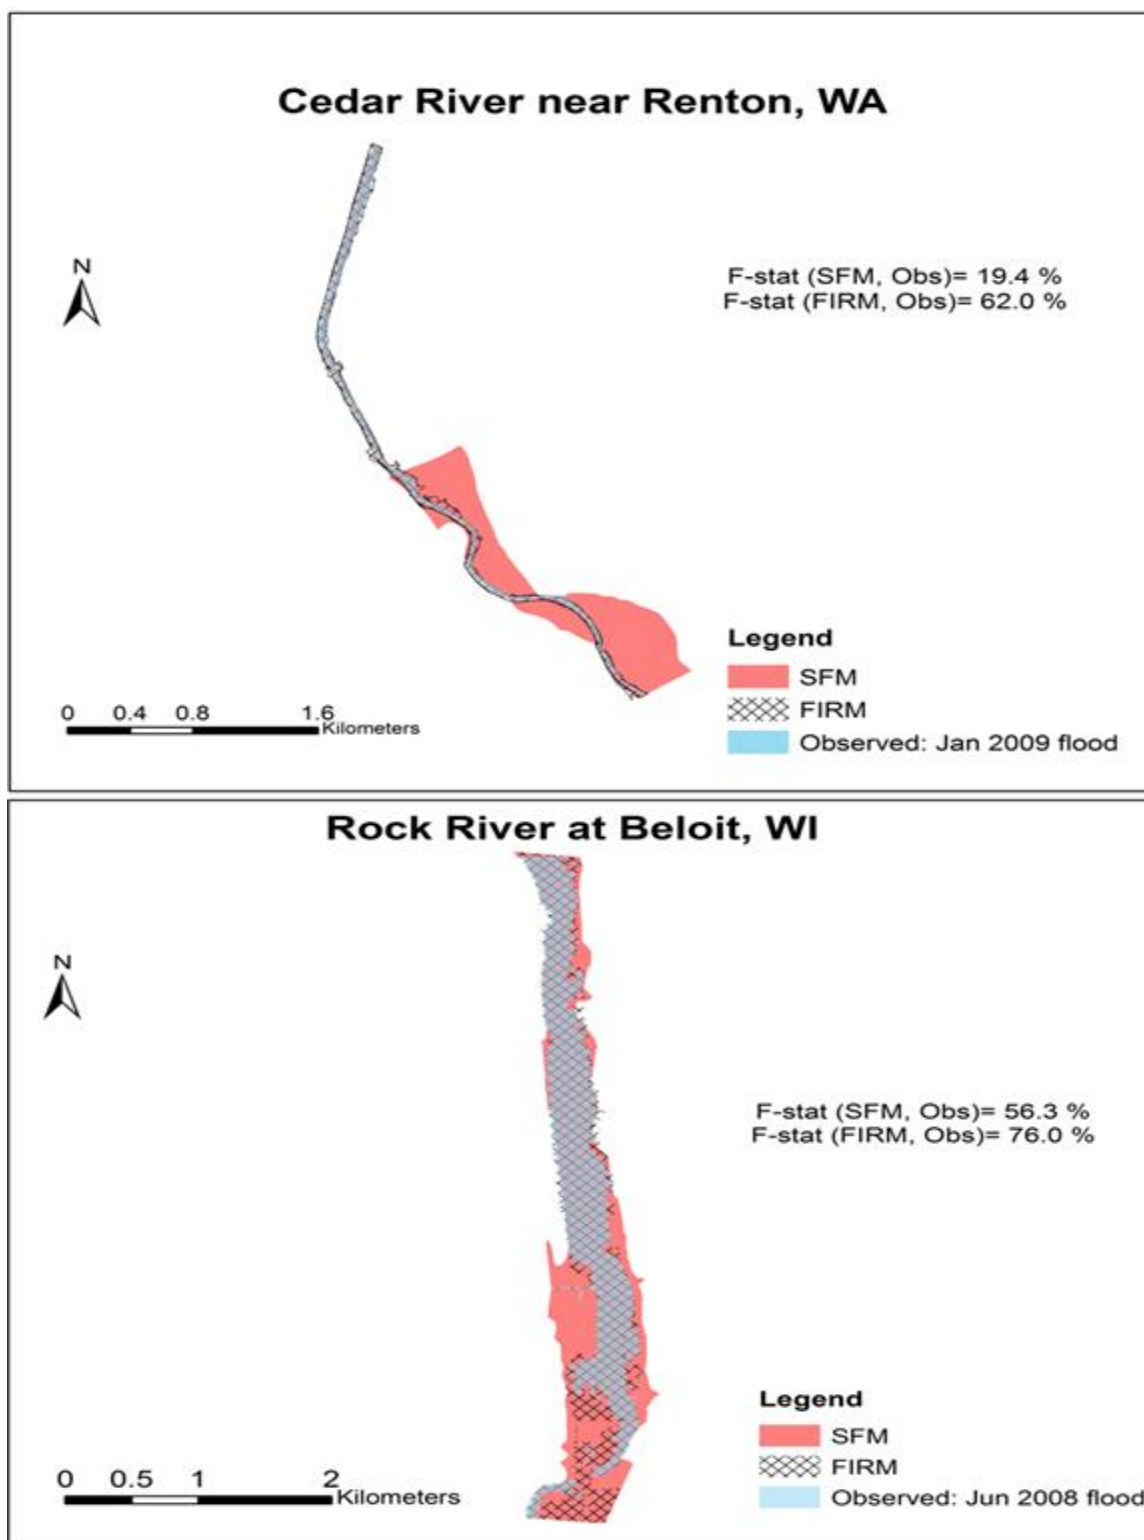 Cedar River near Renton, WA
N
F-stat (SFM, Obs)= 19.4 %
F-stat (FIRM, Obs)= 62.0 %
Legend
SFM
FIRM
Observed: Jan 2009 flood
0 0.4 0.8 1.6
Kilometers
Rock River at Beloit, WI
N
F-stat (SFM, Obs)= 56.3 %
F-stat (FIRM, Obs)= 76.0 %
Legend
SFM
FIRM
Observed: Jun 2008 flood
0 0.5 1 2
Kilometers